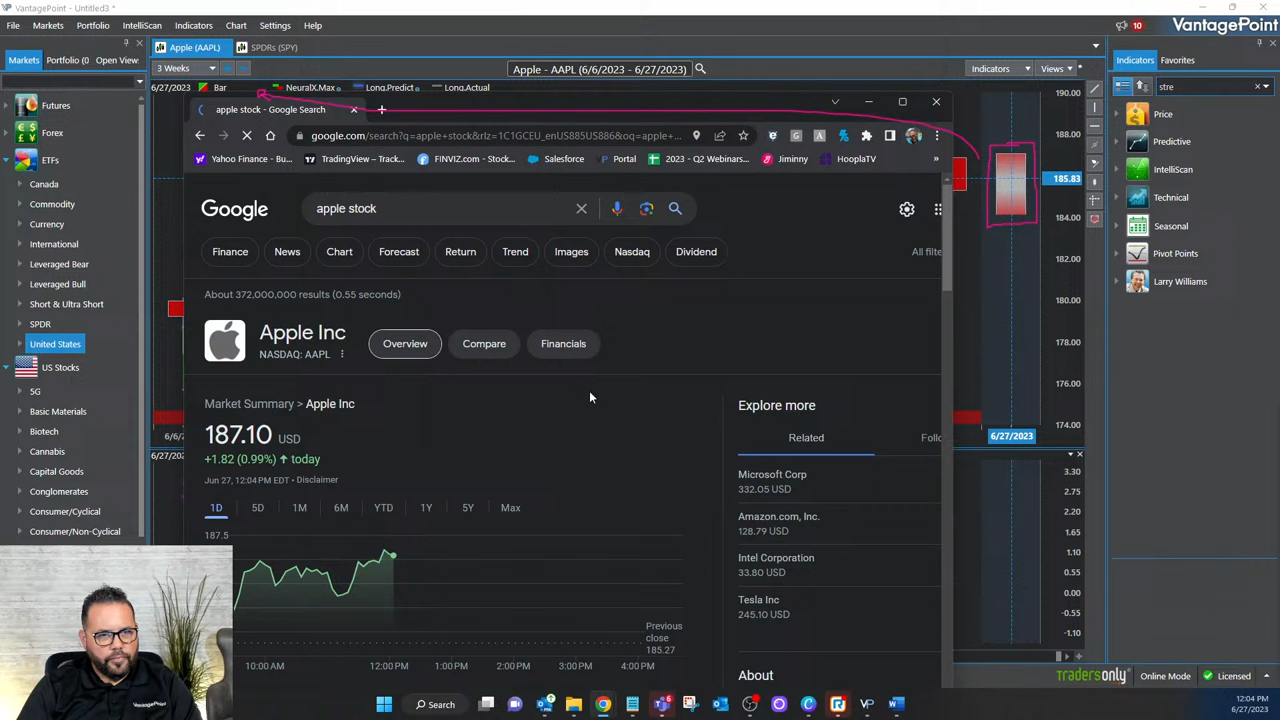 VantagePoint - Untitled3 *
File Markets Portfolio IntelliScan Indicators Chart Settings Help
10 VantagePoint
Markets Portfolio (0 Open View:
Apple (AAPL) SPDRs (SPY)
Indicators Favorites
3 Weeks Apple - AAPL (6/6/2023 - 6/27/2023) Indicators Views
6/27/2023 Bar NeuralX.Max Long.Predict Long.Actual
stre
Futures
Forex
ETFs
Canada
Commodity
Currency
International
Leveraged Bear
Leveraged Bull
Short & Ultra Short
SPDR
United States
US Stocks
5G
Basic Materials
Biotech
Cannabis
Capital Goods
Conglomerates
Consumer/Cyclical
Consumer/Non-Cyclical
apple stock - Google Search
google.com/search?q=apple+stock&rlz=1C1GCEU_enUS885US886&oq=apple+...
Yahoo Finance - Bu... TradingView – Track... FINVIZ.com - Stock... Salesforce Portal 2023 - Q2 Webinars... Jiminny HooplaTV »
Google apple stock
Finance News Chart Forecast Return Trend Images Nasdaq Dividend All filte
About 372,000,000 results (0.55 seconds)
Apple Inc
NASDAQ: AAPL
Overview Compare Financials
Market Summary > Apple Inc
187.10 USD
+1.82 (0.99%) ↑ today
Jun 27, 12:04 PM EDT • Disclaimer
1D 5D 1M 6M YTD 1Y 5Y Max
187.5
Previous
close
185.27
10:00 AM 12:00 PM 1:00 PM 2:00 PM 3:00 PM 4:00 PM
Explore more
Related Follo
Microsoft Corp
332.05 USD
Amazon.com, Inc.
128.79 USD
Intel Corporation
33.80 USD
Tesla Inc
245.10 USD
About
190.00
188.00
185.83
184.00
182.00
180.00
178.00
176.00
174.00
6/6/ 6/27/2023
6/27
3.30
2.75
2.20
1.65
1.10
0.55
0.00
-0.55
-1.10
Price
Predictive
IntelliScan
Technical
Seasonal
Pivot Points
Larry Williams
VantagePoint
tradersonly Online Mode Licensed
Search
12:04 PM
6/27/2023